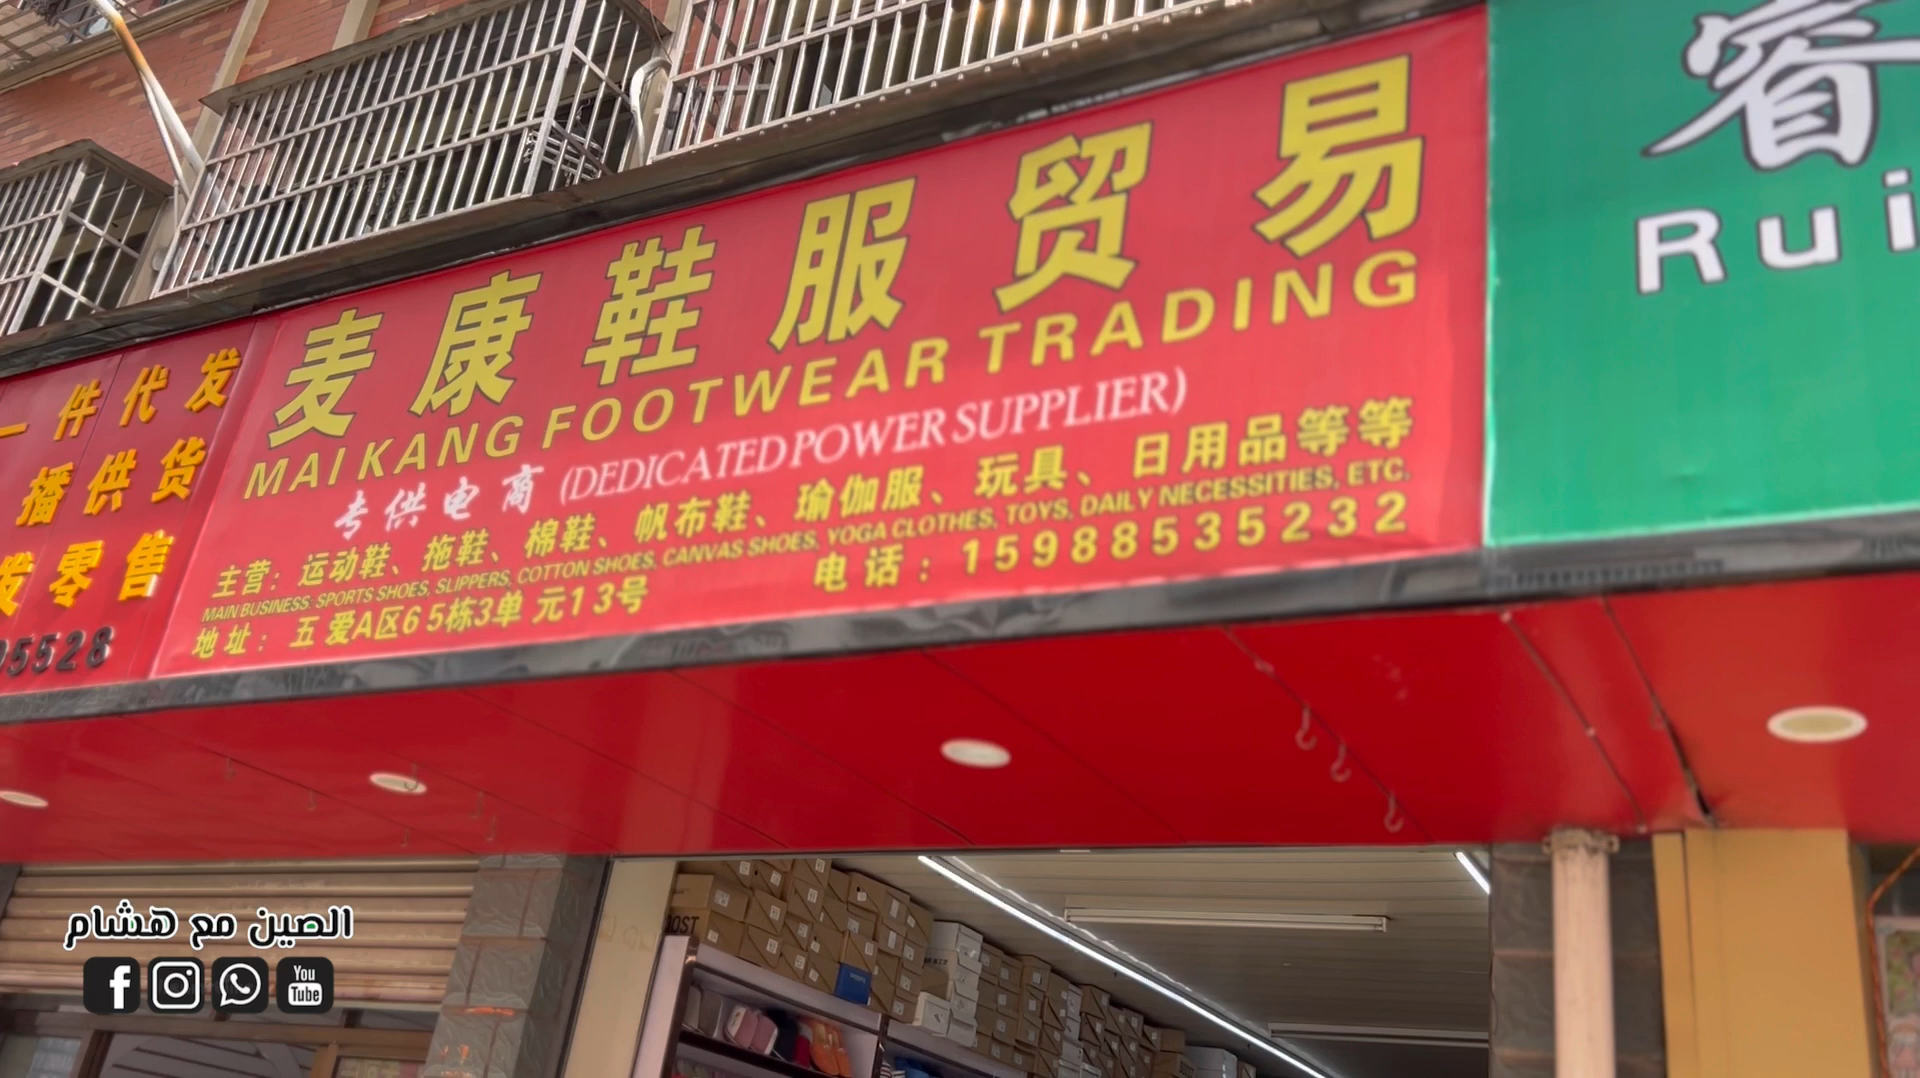 一件代发
播供货
发零售
05528
麦康鞋服贸易
MAI KANG FOOTWEAR TRADING
专供电商 (DEDICATED POWER SUPPLIER)
主营：运动鞋、拖鞋、棉鞋、帆布鞋、瑜伽服、玩具、日用品等等
MAIN BUSINESS: SPORTS SHOES, SLIPPERS, COTTON SHOES, CANVAS SHOES, YOGA CLOTHES, TOYS, DAILY NECESSITIES, ETC.
地址：五爱A区65栋3单元13号 电话：15988535232
睿
Rui
الصين مع هشام
You
Tube